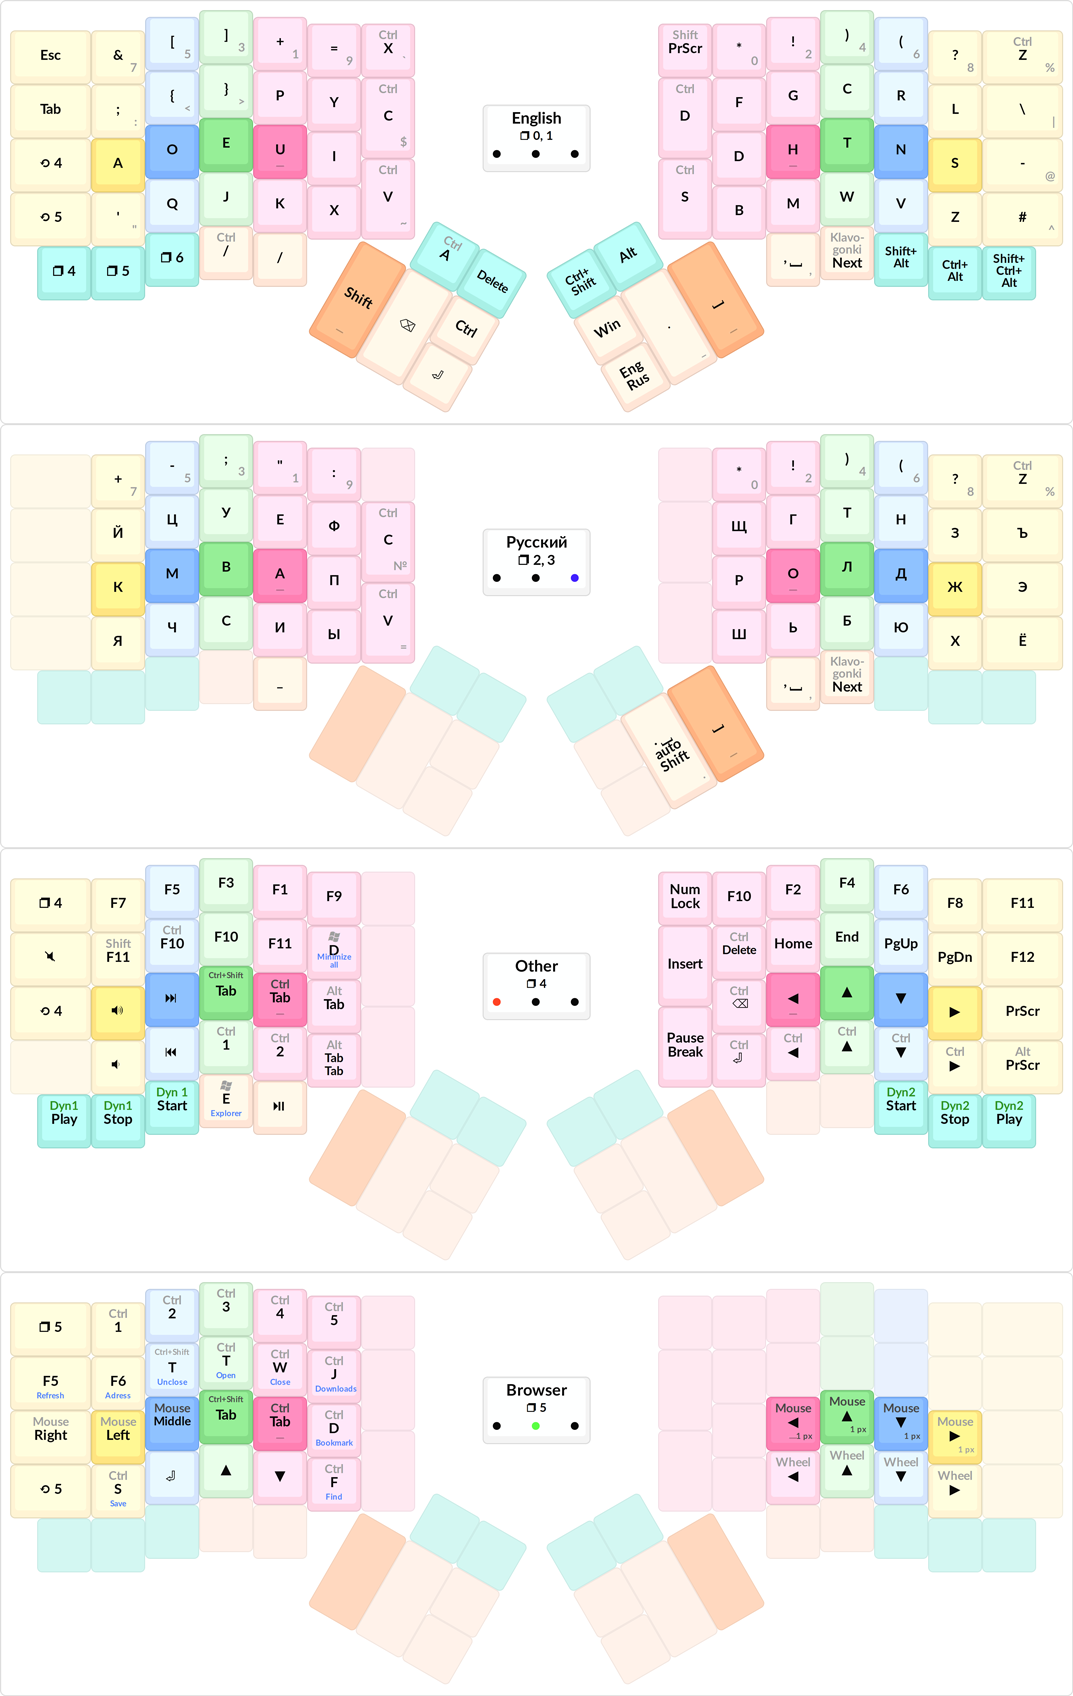 Esc
& 7
[ 5
] 3
+ 1
= 9
Ctrl
X .
Shift
PrScr
* 0
! 2
) 4
( 6
? 8
Ctrl
Z %
Tab
; :
{ <
} >
P
Y
Ctrl
C
$
Ctrl
D
F
G
C
R
L
\ |
English
0, 1
4
A
O
E
U _
I
Ctrl
V
~
Ctrl
S
D
H _
T
N
S
- @
5
' "
Q
J
K
X
B
M
W
V
Z
# ^
4
5
6
Ctrl
/
/
Shift
_
Ctrl
A
Delete
Ctrl
Ctrl+
Shift
Alt
Win
Eng
Rus
. _
_
, ,
Klavo-
gonki
Next
Shift+
Alt
Ctrl+
Alt
Shift+
Ctrl+
Alt
+ 7
- 5
; 3
" 1
: 9
* 0
! 2
) 4
( 6
? 8
Ctrl
Z %
Й
Ц
У
Е
Ф
Ctrl
С
№
Щ
Г
Т
Н
З
Ъ
Русский
2, 3
К
М
В
А _
П
Ctrl
V
=
Р
О _
Л
Д
Ж
Э
Я
Ч
С
И
Ы
Ш
Ь
Б
Ю
Х
Ё
–
.
auto
Shift
.
_
, ,
Klavo-
gonki
Next
4
F7
F5
F3
F1
F9
Num
Lock
F10
F2
F4
F6
F8
F11
Shift
F11
Ctrl
F10
F10
F11
D
Minimize
all
Insert
Ctrl
Delete
Home
End
PgUp
PgDn
F12
Other
4
4
Ctrl+Shift
Tab
Ctrl
Tab
_
Alt
Tab
Ctrl
_
PrScr
Ctrl
1
Ctrl
2
Alt
Tab
Tab
Pause
Break
Ctrl
Ctrl
Ctrl
Ctrl
Ctrl
Alt
PrScr
Dyn1
Play
Dyn1
Stop
Dyn 1
Start
E
Explorer
Dyn2
Start
Dyn2
Stop
Dyn2
Play
5
Ctrl
1
Ctrl
2
Ctrl
3
Ctrl
4
Ctrl
5
F5
Refresh
F6
Adress
Ctrl+Shift
T
Unclose
Ctrl
T
Open
Ctrl
W
Close
Ctrl
J
Downloads
Browser
5
Mouse
Right
Mouse
Left
Mouse
Middle
Ctrl+Shift
Tab
Ctrl
Tab
_
Ctrl
D
Bookmark
Mouse
_ 1 px
Mouse
1 px
Mouse
1 px
Mouse
1 px
5
Ctrl
S
Save
Ctrl
F
Find
Wheel
Wheel
Wheel
Wheel